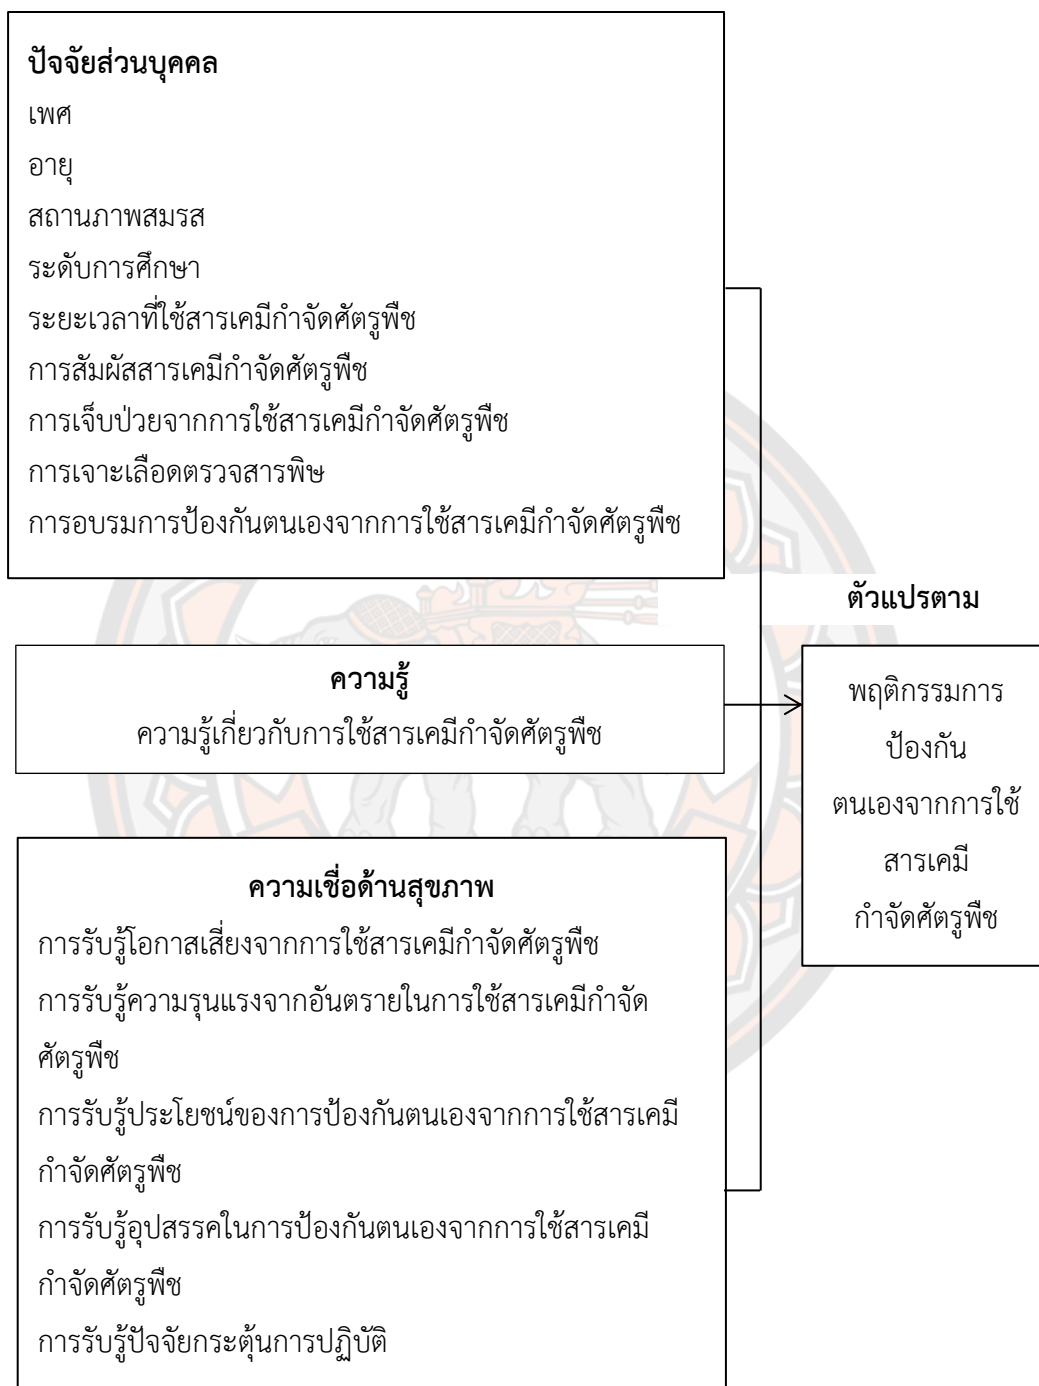 ปัจจัยส่วนบุคคล
เพศ
อายุ
สถานภาพสมรส
ระดับการศึกษา
ระยะเวลาที่ใช้สารเคมีกำจัดศัตรูพืช
การสัมผัสสารเคมีกำจัดศัตรูพืช
การเจ็บป่วยจากการใช้สารเคมีกำจัดศัตรูพืช
การเจาะเลือดตรวจสารพิษ
การอบรมการป้องกันตนเองจากการใช้สารเคมีกำจัดศัตรูพืช
ความรู้
ความรู้เกี่ยวกับการใช้สารเคมีกำจัดศัตรูพืช
ความเชื่อด้านสุขภาพ
การรับรู้โอกาสเสี่ยงจากการใช้สารเคมีกำจัดศัตรูพืช
การรับรู้ความรุนแรงจากอันตรายในการใช้สารเคมีกำจัด
ศัตรูพืช
การรับรู้ประโยชน์ของการป้องกันตนเองจากการใช้สารเคมี
กำจัดศัตรูพืช
การรับรู้อุปสรรคในการป้องกันตนเองจากการใช้สารเคมี
กำจัดศัตรูพืช
การรับรู้ปัจจัยกระตุ้นการปฏิบัติ
ตัวแปรตาม
พฤติกรรมการ
ป้องกัน
ตนเองจากการใช้
สารเคมี
กำจัดศัตรูพืช